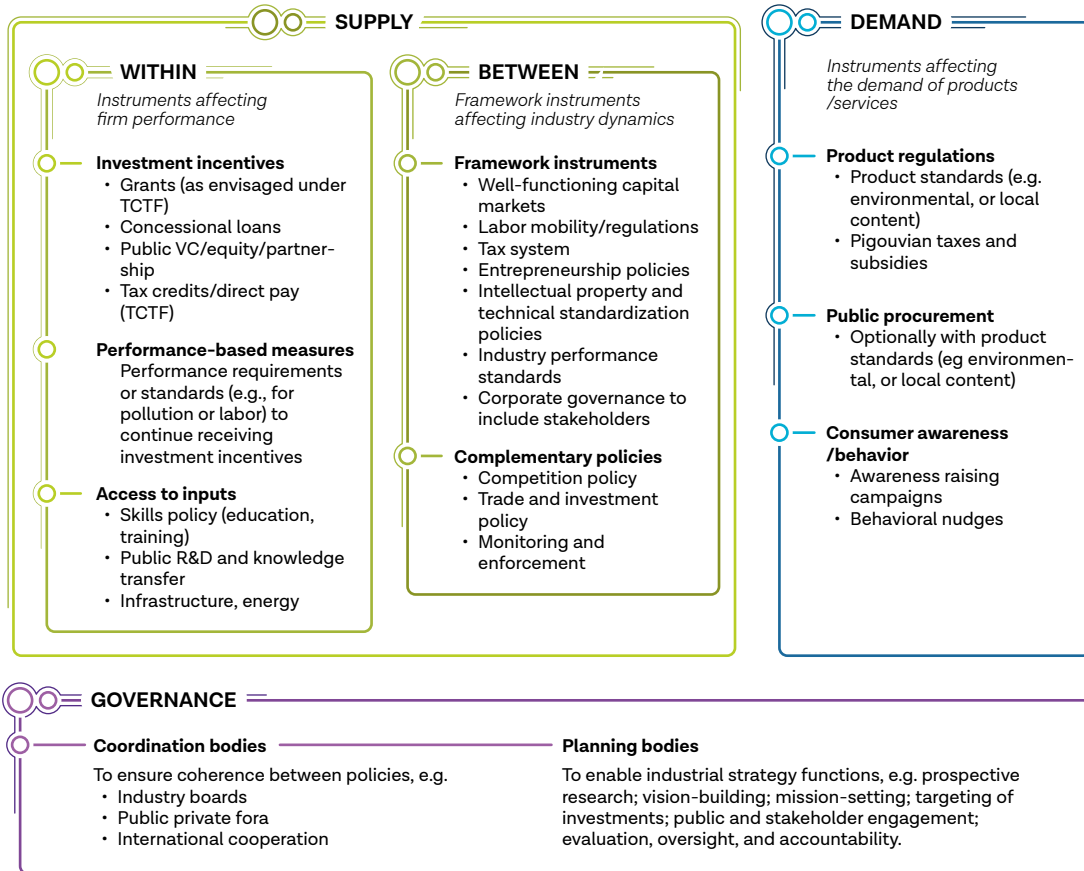 SUPPLY
WITHIN
Instruments affecting
firm performance
Investment incentives
• Grants (as envisaged under
TCTF)
• Concessional loans
• Public VC/equity/partner-
ship
• Tax credits/direct pay
(TCTF)
Performance-based measures
Performance requirements
or standards (e.g., for
pollution or labor) to
continue receiving
investment incentives
Access to inputs
• Skills policy (education,
training)
• Public R&D and knowledge
transfer
• Infrastructure, energy
BETWEEN
Framework instruments
affecting industry dynamics
Framework instruments
• Well-functioning capital
markets
• Labor mobility/regulations
• Tax system
• Entrepreneurship policies
• Intellectual property and
technical standardization
policies
• Industry performance
standards
• Corporate governance to
include stakeholders
Complementary policies
• Competition policy
• Trade and investment
policy
• Monitoring and
enforcement
DEMAND
Instruments affecting
the demand of products
/services
Product regulations
• Product standards (e.g.
environmental, or local
content)
• Pigouvian taxes and
subsidies
Public procurement
• Optionally with product
standards (eg environmen-
tal, or local content)
Consumer awareness
/behavior
• Awareness raising
campaigns
• Behavioral nudges
GOVERNANCE
Coordination bodies
To ensure coherence between policies, e.g.
• Industry boards
• Public private fora
• International cooperation
Planning bodies
To enable industrial strategy functions, e.g. prospective
research; vision-building; mission-setting; targeting of
investments; public and stakeholder engagement;
evaluation, oversight, and accountability.